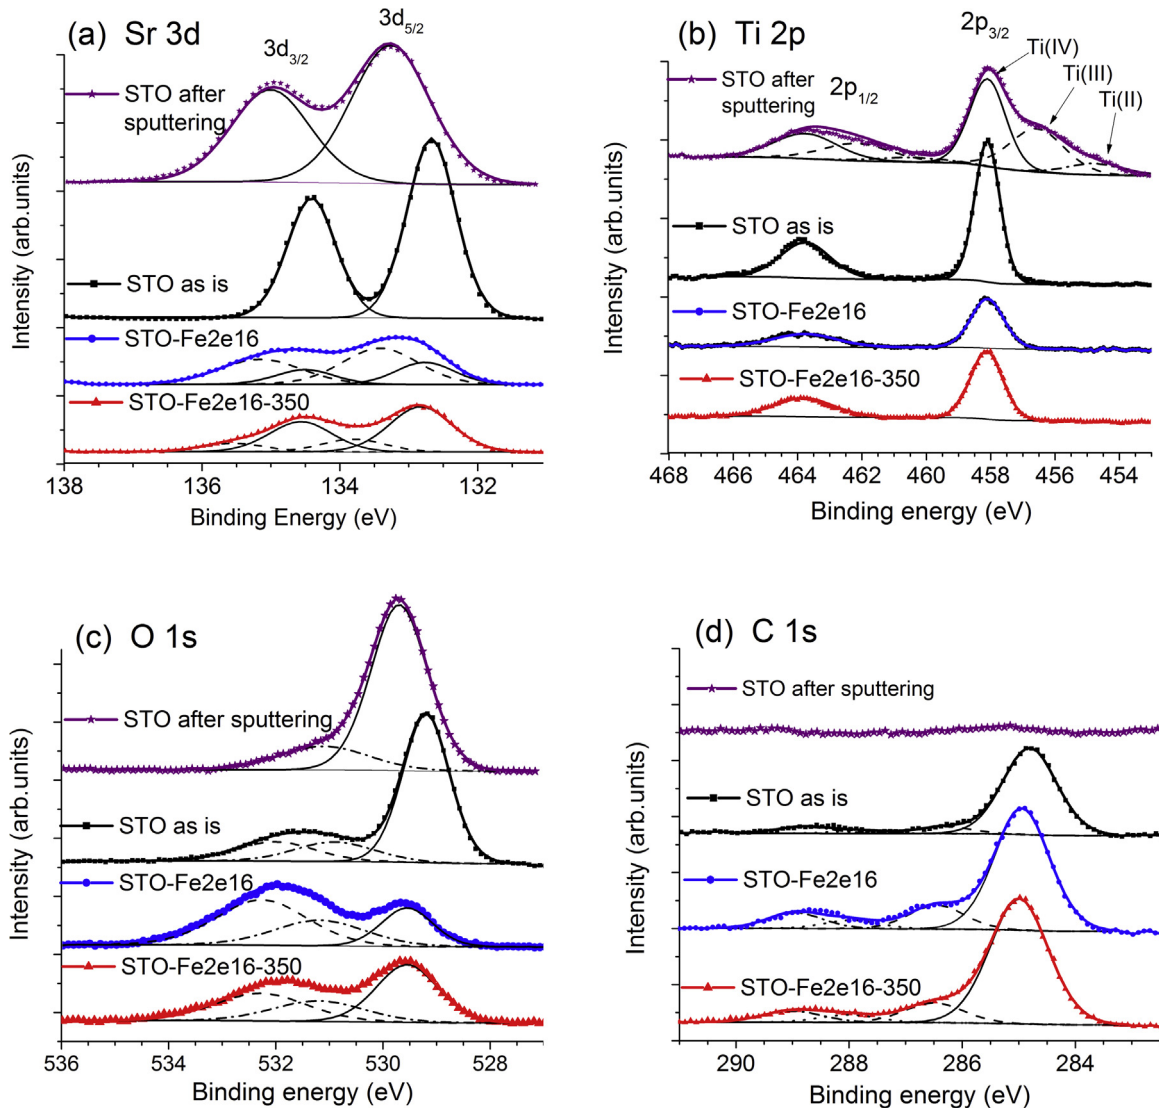 (a) Sr 3d
3d3/2
3d5/2
STO after
sputtering
STO as is
STO-Fe2e16
STO-Fe2e16-350
Intensity (arb.units)
138 136 134 132
Binding Energy (eV)
(b) Ti 2p
2p3/2
2p1/2
Ti(IV)
Ti(III)
Ti(II)
STO after
sputtering
STO as is
STO-Fe2e16
STO-Fe2e16-350
Intensity (arb.units)
468 466 464 462 460 458 456 454
Binding energy (eV)
(c) O 1s
STO after sputtering
STO as is
STO-Fe2e16
STO-Fe2e16-350
Intensity (arb.units)
536 534 532 530 528
Binding energy (eV)
(d) C 1s
STO after sputtering
STO as is
STO-Fe2e16
STO-Fe2e16-350
Intensity (arb.units)
290 288 286 284
Binding energy (eV)